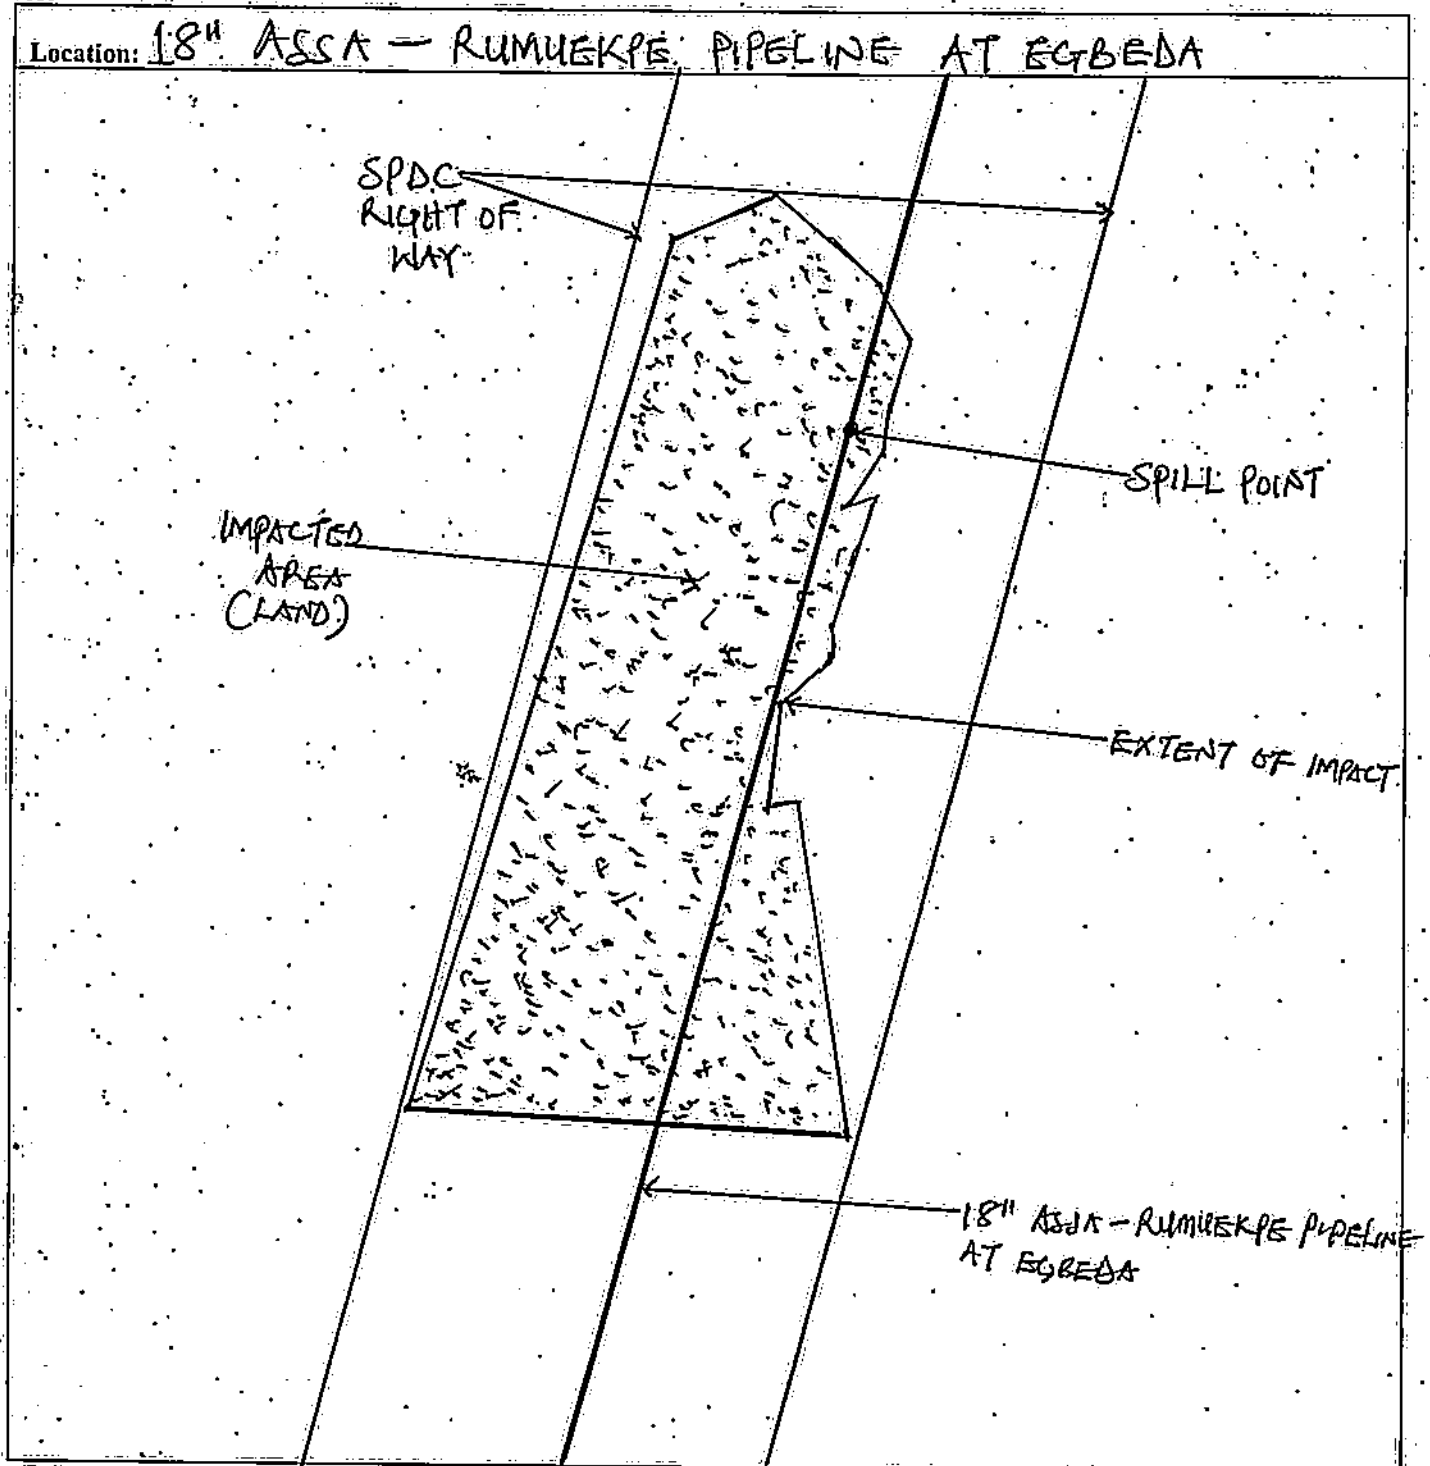 Location: 18" ASSA - RUMUEKPE PIPELINE AT EGBEDA
SPDC
RIGHT OF
WAY
SPILL POINT
IMPACTED
AREA
(LAND)
EXTENT OF IMPACT
18" ASSA - RUMUEKPE PIPELINE
AT EGBEDA